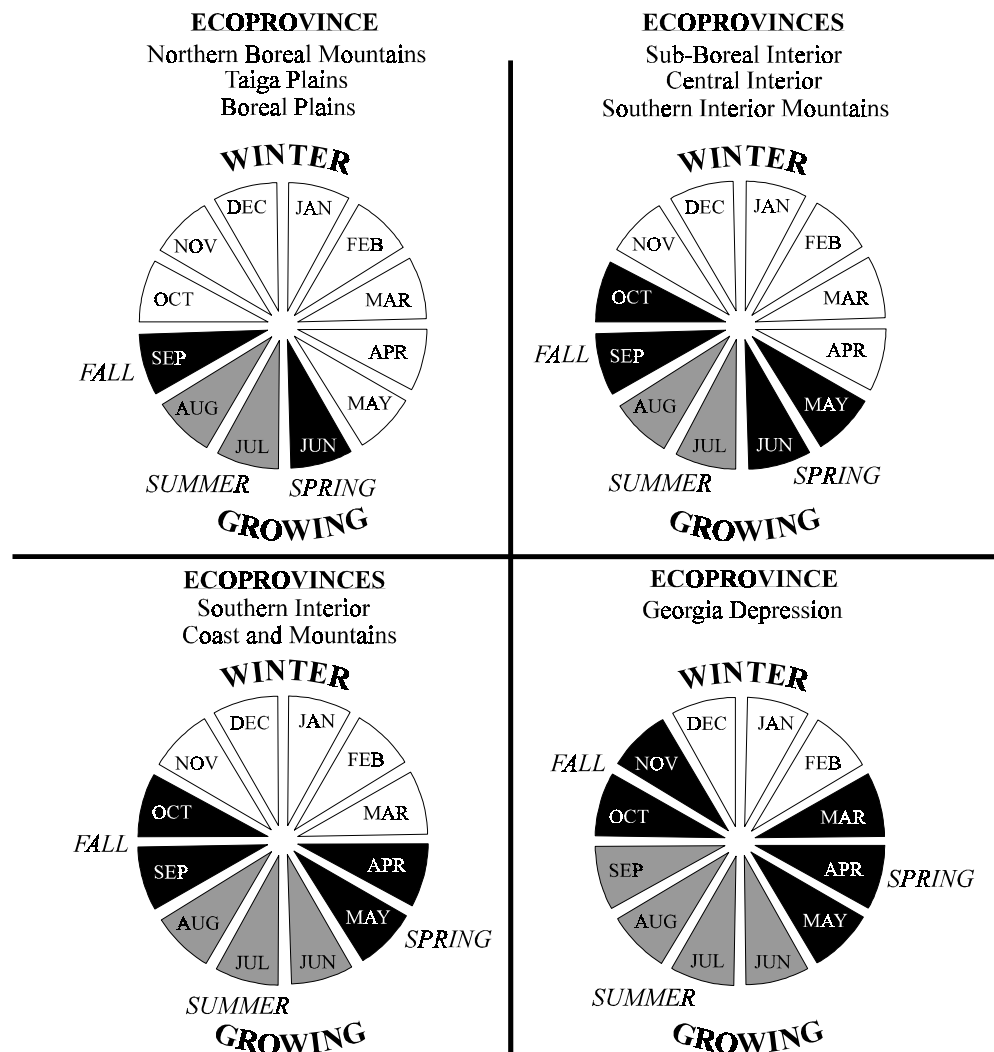 ECOPROVINCE
Northern Boreal Mountains
Taiga Plains
Boreal Plains
WINTER
DEC
JAN
NOV
FEB
OCT
MAR
SEP
APR
FALL
AUG
MAY
JUL
JUN
SUMMER
SPRING
GROWING
ECOPROVINCES
Sub-Boreal Interior
Central Interior
Southern Interior Mountains
WINTER
DEC
JAN
NOV
FEB
OCT
MAR
SEP
APR
FALL
AUG
MAY
JUL
JUN
SPRING
SUMMER
GROWING
ECOPROVINCES
Southern Interior
Coast and Mountains
WINTER
DEC
JAN
NOV
FEB
OCT
MAR
FALL
SEP
APR
AUG
MAY
SPRING
JUL
JUN
SUMMER
GROWING
ECOPROVINCE
Georgia Depression
WINTER
DEC
JAN
FALL
NOV
FEB
OCT
MAR
SEP
APR
SPRING
AUG
MAY
JUL
JUN
SUMMER
GROWING